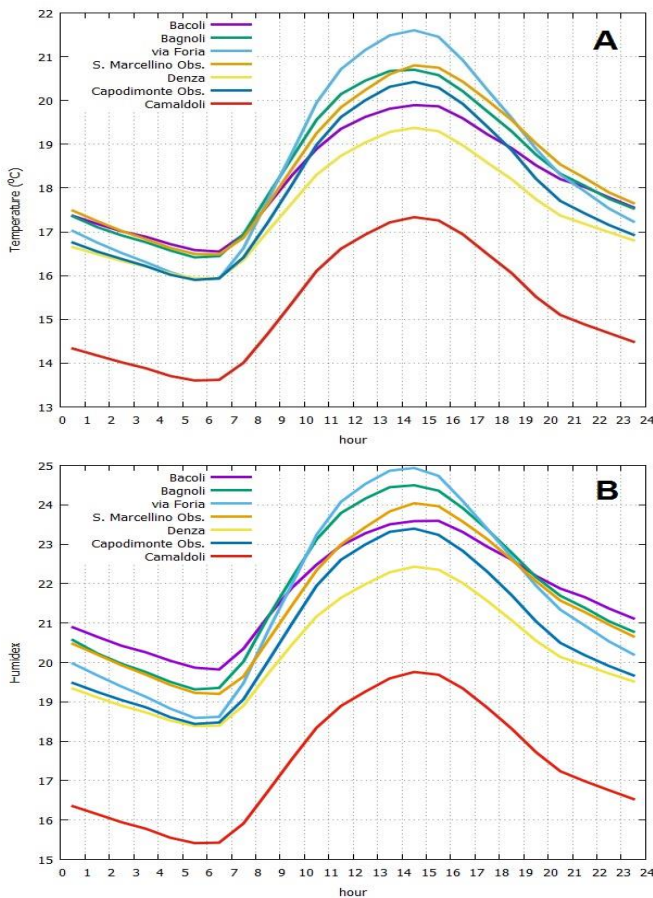 A
Bacoli
Bagnoli
via Foria
S. Marcellino Obs.
Denza
Capodimonte Obs.
Camaldoli
Temperature (⁰C)
22
21
20
19
18
17
16
15
14
13
0 1 2 3 4 5 6 7 8 9 10 11 12 13 14 15 16 17 18 19 20 21 22 23 24
hour
B
Bacoli
Bagnoli
via Foria
S. Marcellino Obs.
Denza
Capodimonte Obs.
Camaldoli
Humidex
25
24
23
22
21
20
19
18
17
16
15
0 1 2 3 4 5 6 7 8 9 10 11 12 13 14 15 16 17 18 19 20 21 22 23 24
hour